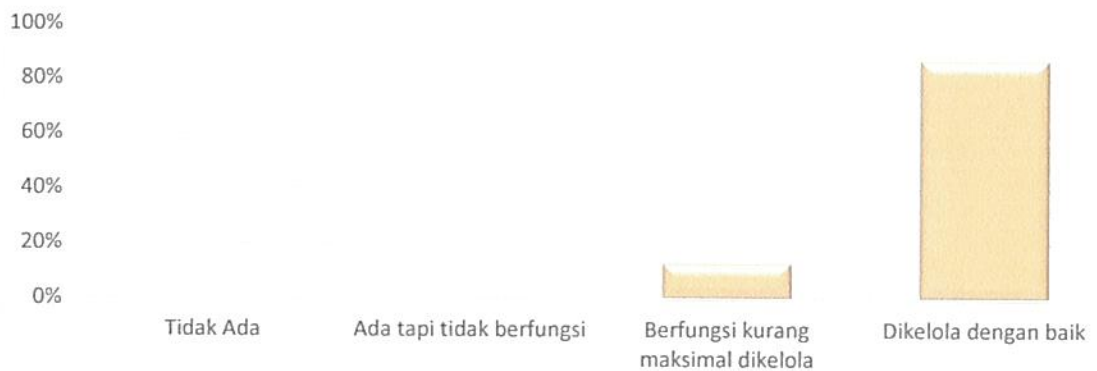 100%
80%
60%
40%
20%
0%
Tidak Ada
Ada tapi tidak berfungsi
Berfungsi kurang
maksimal dikelola
Dikelola dengan baik